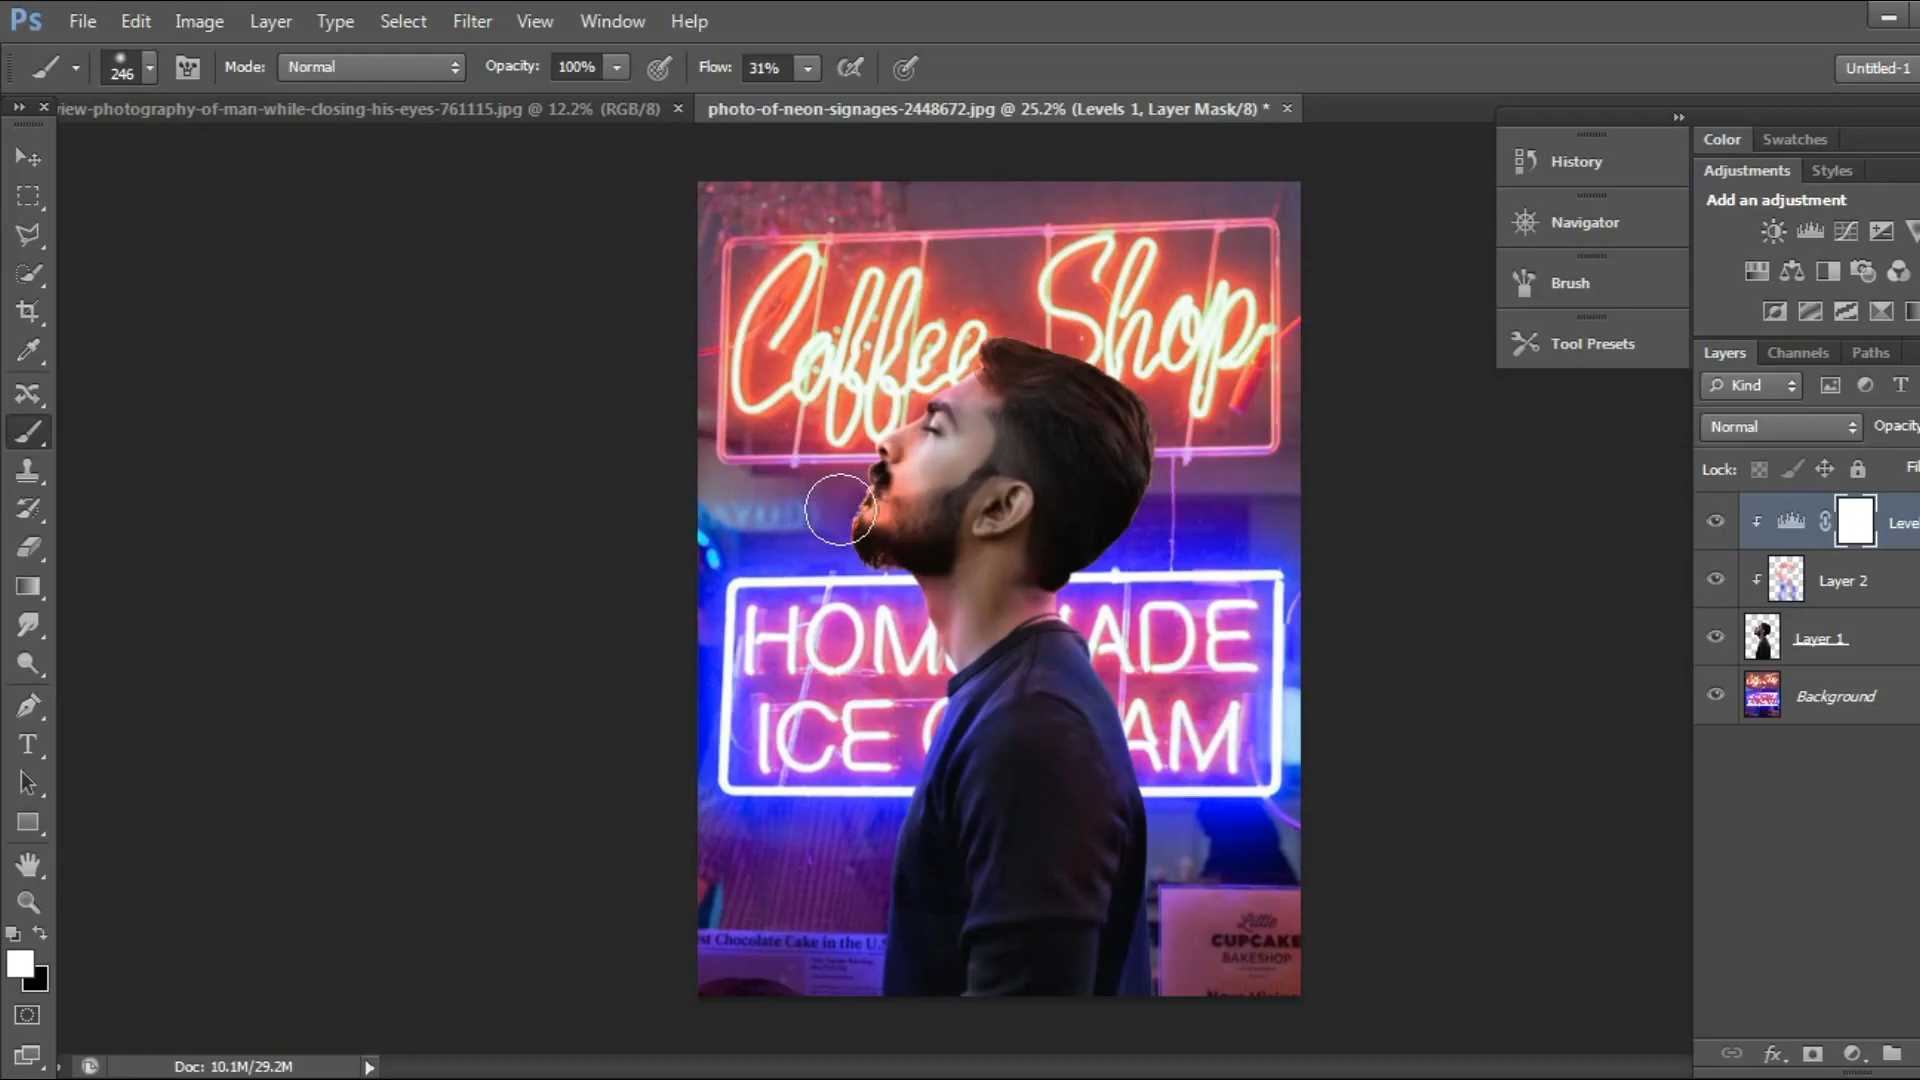 Ps File Edit Image Layer Type Select Filter View Window Help
246 Mode: Normal Opacity: 100% Flow: 31% Untitled-1
view-photography-of-man-while-closing-his-eyes-761115.jpg @ 12.2% (RGB/8) × photo-of-neon-signages-2448672.jpg @ 25.2% (Levels 1, Layer Mask/8) * ×
History
Navigator
Brush
Tool Presets
Color Swatches
Adjustments Styles
Add an adjustment
Layers Channels Paths
Kind
Normal Opacity
Lock: Fil
Leve
Layer 2
Layer 1
Background
Coffee Shop
HOM ADE
ICE C AM
st Chocolate Cake in the U.S
Little
CUPCAKE
BAKESHOP
Doc: 10.1M/29.2M
fx